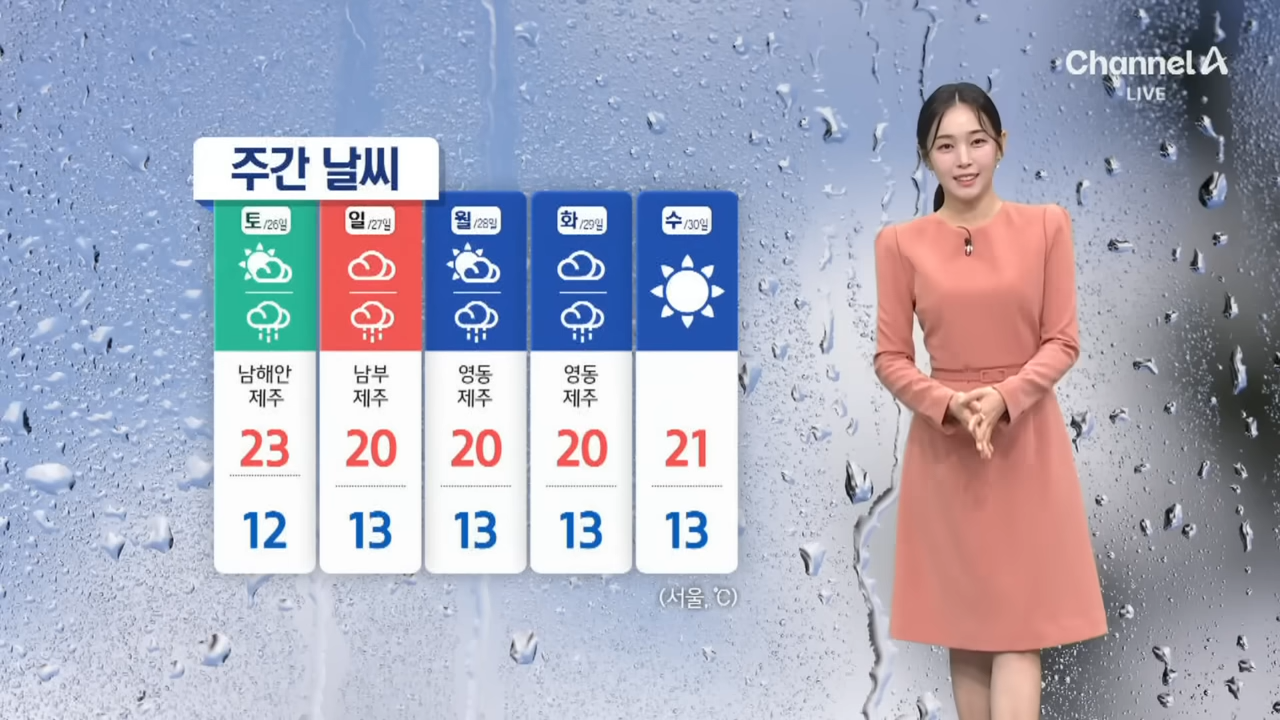 Channel A
LIVE
주간 날씨
토/26일
일/27일
월/28일
화/29일
수/30일
남해안
제주
남부
제주
영동
제주
영동
제주
23
20
20
20
21
12
13
13
13
13
(서울, ℃)